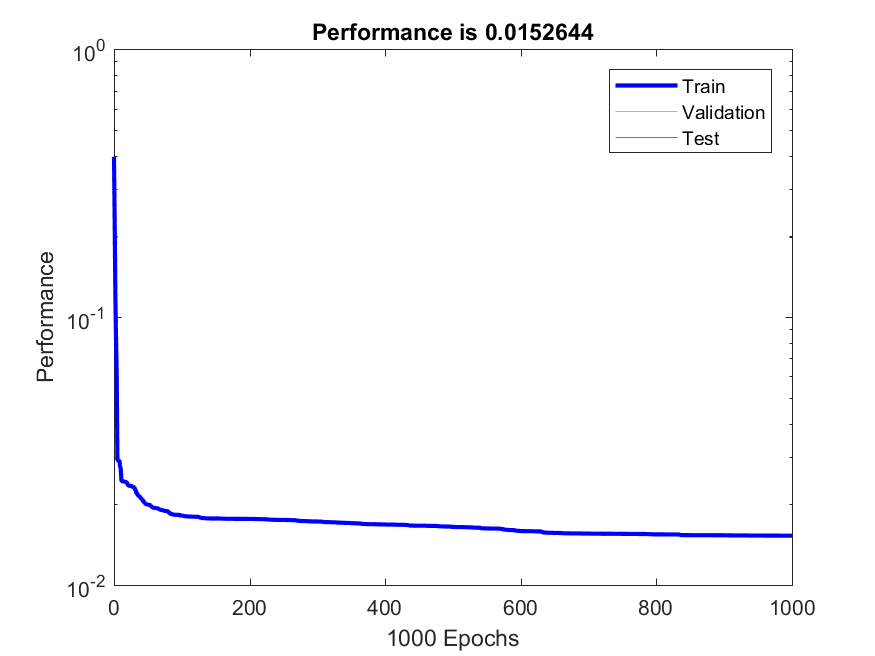 Performance is 0.0152644
10^0
Train
Validation
Test
Performance
10^-1
10^-2
0 200 400 600 800 1000
1000 Epochs